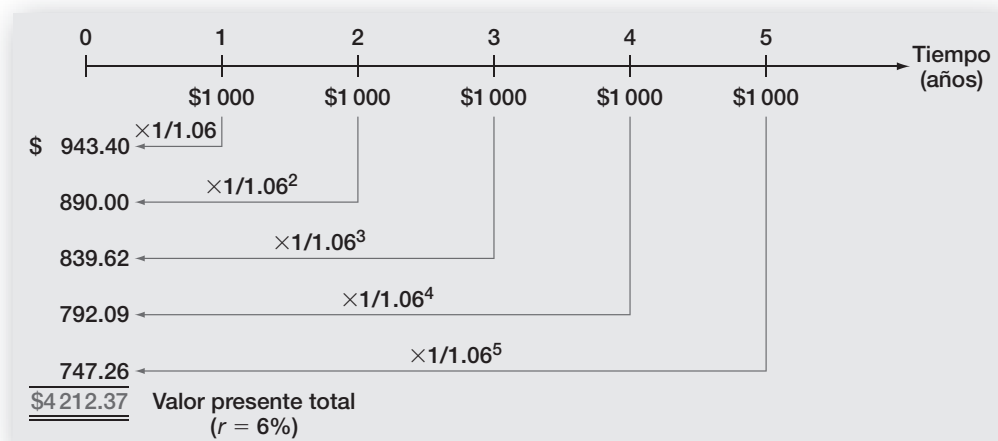 0 1 2 3 4 5
Tiempo
(años)
$1 000 $1 000 $1 000 $1 000 $1 000
×1/1.06
$ 943.40
×1/1.06²
890.00
×1/1.06³
839.62
×1/1.06⁴
792.09
×1/1.06⁵
747.26
$4 212.37 Valor presente total
(r = 6%)